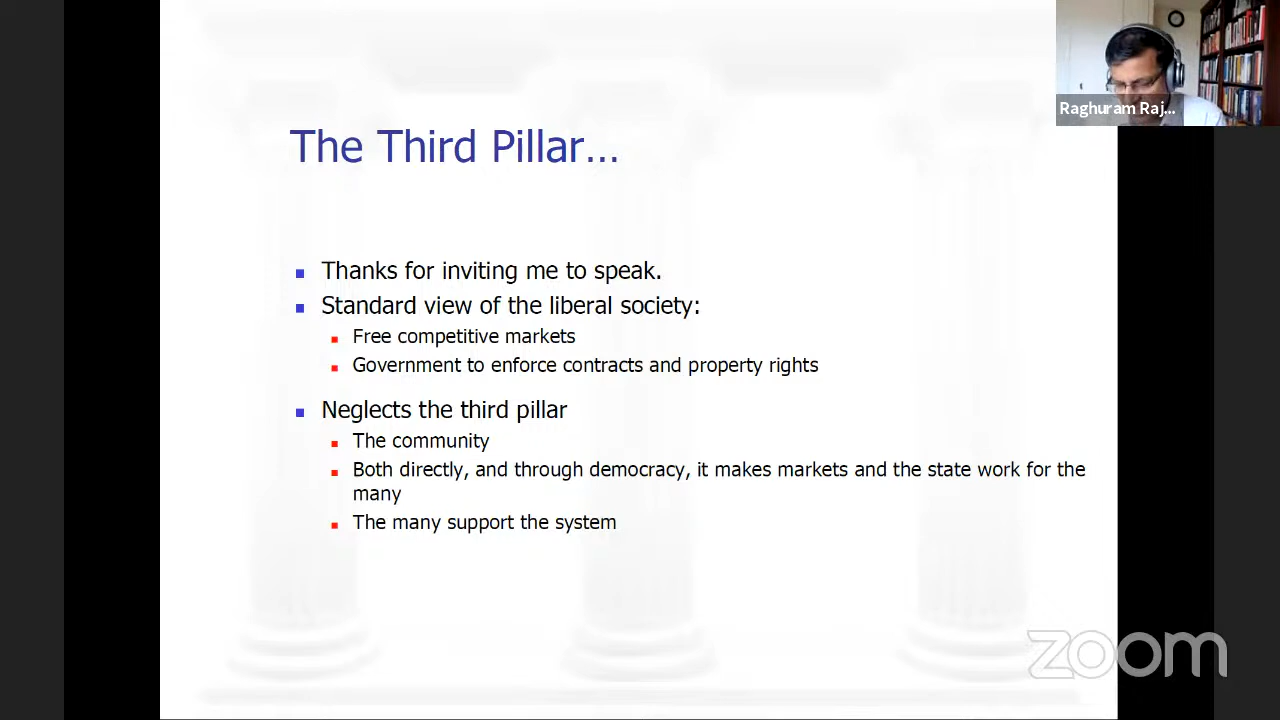 Raghuram Raj...
The Third Pillar...
Thanks for inviting me to speak.
Standard view of the liberal society:
Free competitive markets
Government to enforce contracts and property rights
Neglects the third pillar
The community
Both directly, and through democracy, it makes markets and the state work for the
many
The many support the system
zoom